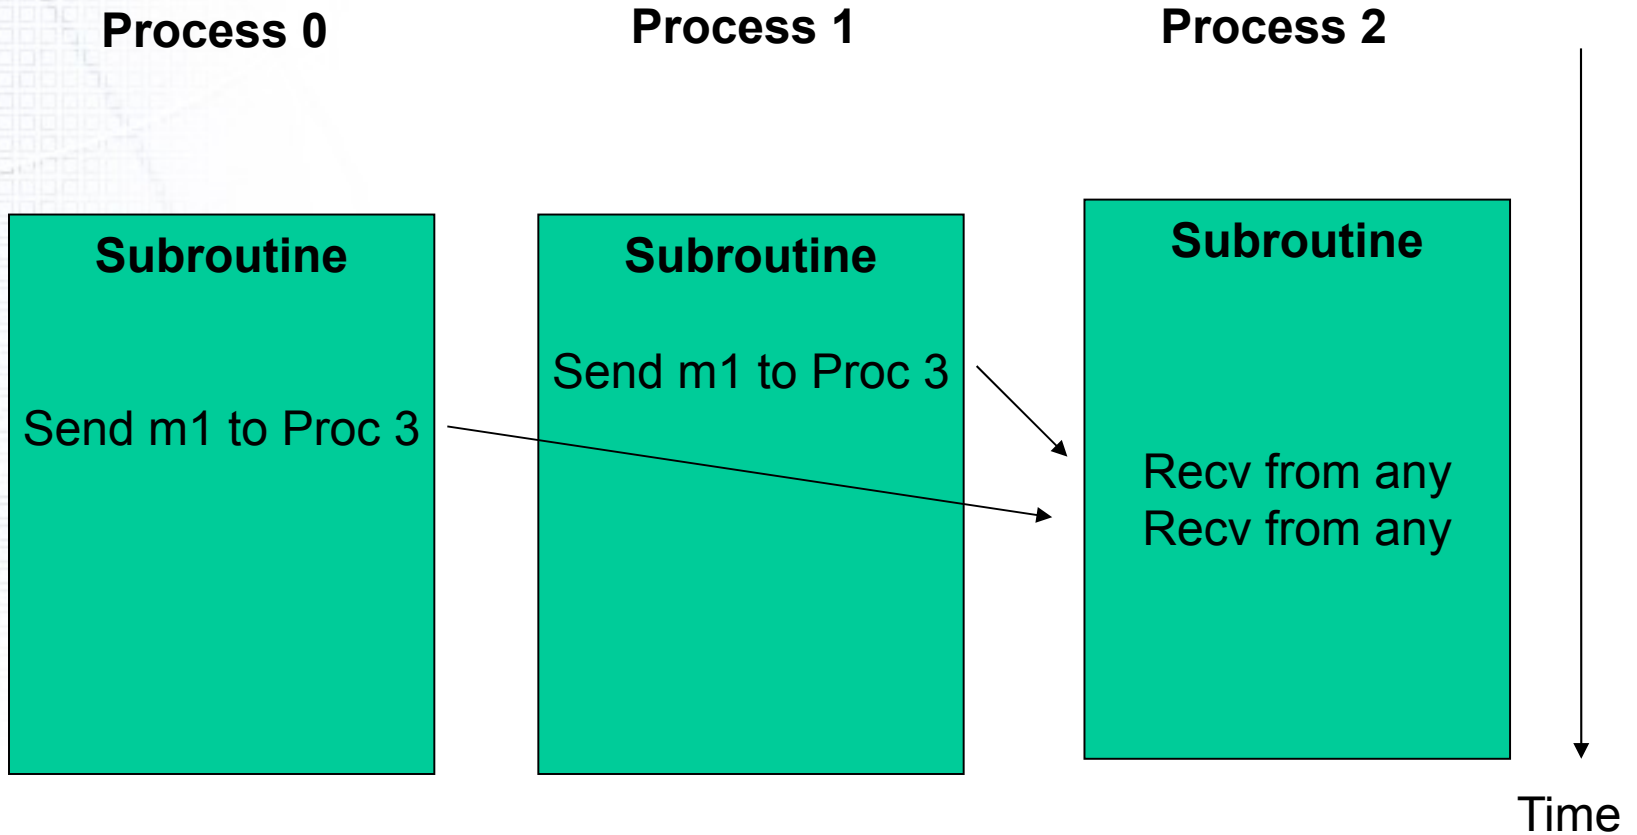 Process 0
Process 1
Process 2
Subroutine
Send m1 to Proc 3
Subroutine
Send m1 to Proc 3
Subroutine
Recv from any
Recv from any
Time